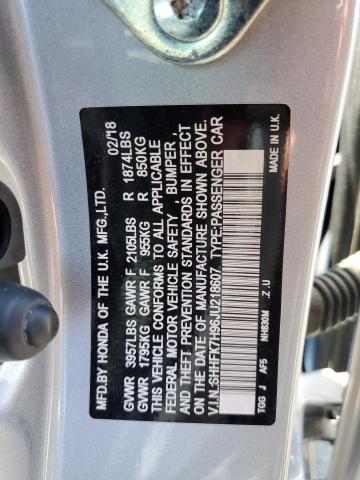 MFD.BY HONDA OF THE U.K. MFG.,LTD. 02/18
GVWR 3957LBS GAWR F 2105LBS R 1874LBS
GVWR 1795KG GAWR F 955KG R 850KG
THIS VEHICLE CONFORMS TO ALL APPLICABLE
FEDERAL MOTOR VEHICLE SAFETY , BUMPER ,
AND THEFT PREVENTION STANDARDS IN EFFECT
ON THE DATE OF MANUFACTURE SHOWN ABOVE.
V.I.N.:SHHFK7H96JU218607 TYPE:PASSENGER CAR
NH830M .Z.U MADE IN U.K.
TGG J AF5